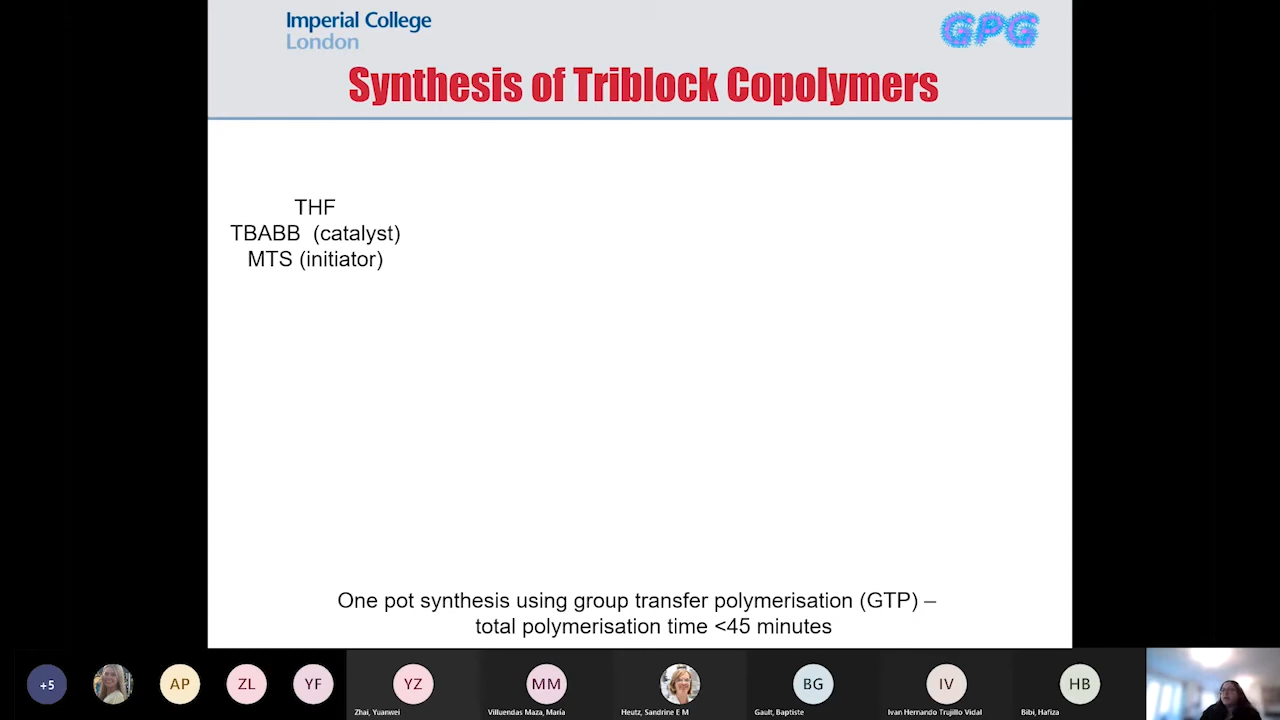 Imperial College
London
GPG
Synthesis of Triblock Copolymers
THF
TBABB (catalyst)
MTS (initiator)
One pot synthesis using group transfer polymerisation (GTP) –
total polymerisation time <45 minutes
+5
AP
ZL
YF
YZ
MM
BG
IV
HB
Zhai, Yuanwei
Villuendas Maza, María
Heutz, Sandrine E M
Gault, Baptiste
Ivan Hernando Trujillo Vidal
Bibi, Hafiza